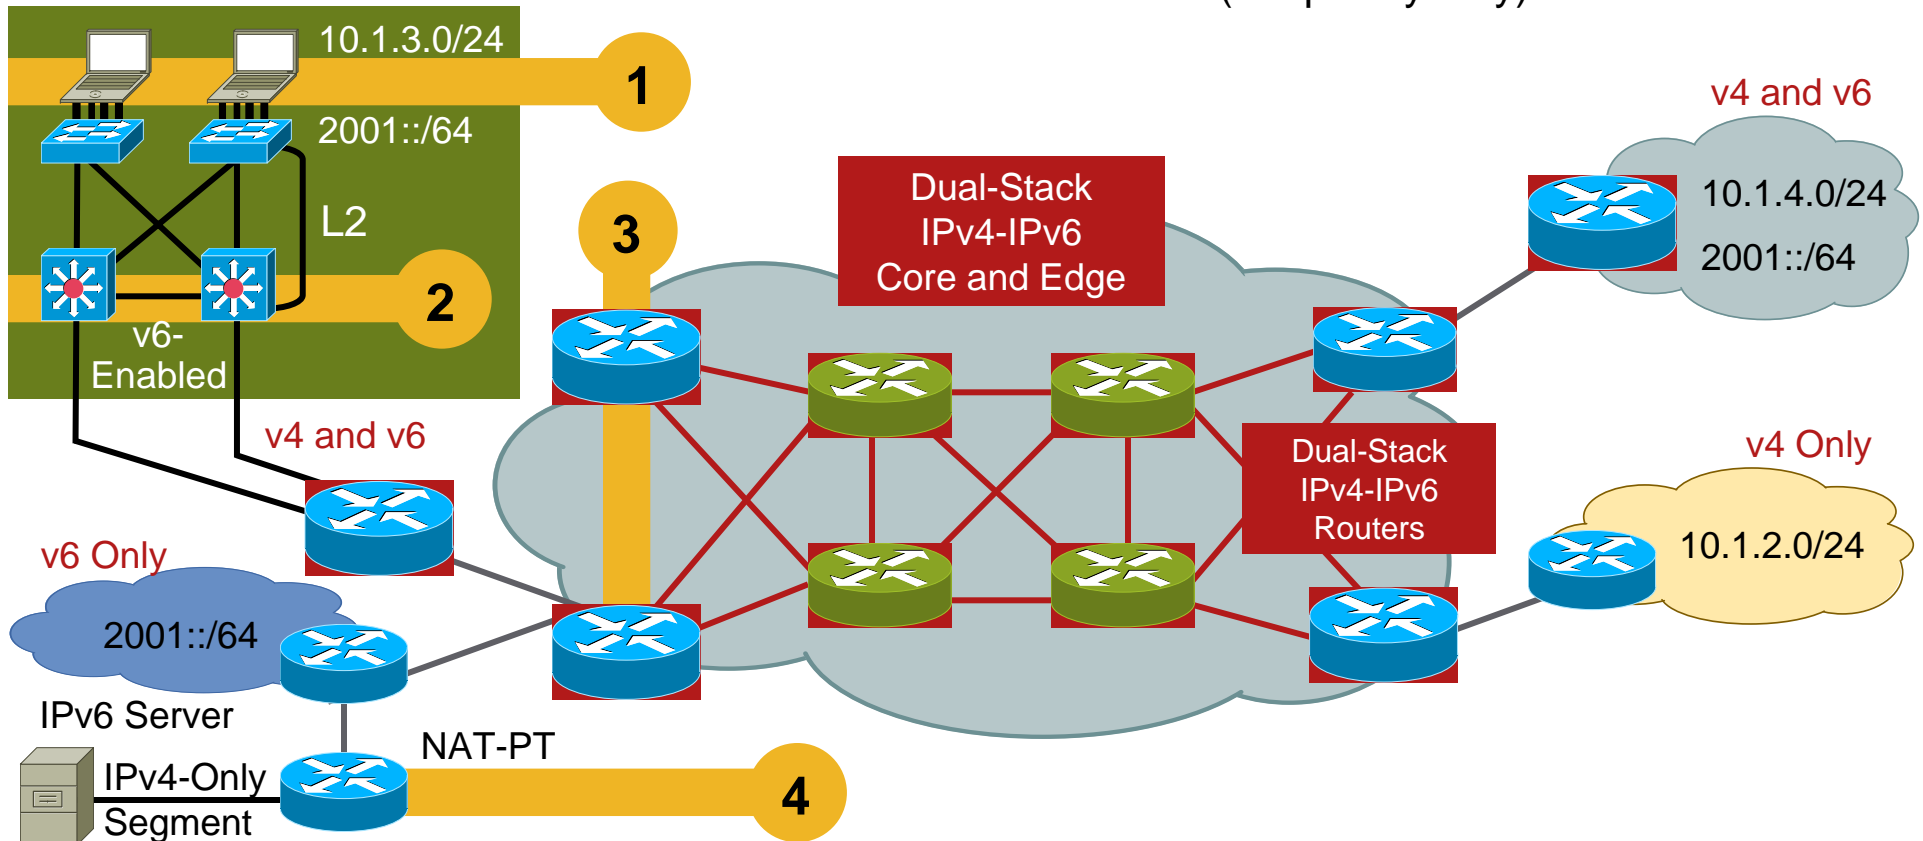 10.1.3.0/24
1
2001::/64
L2
2
v6-
Enabled
v4 and v6
3
Dual-Stack
IPv4-IPv6
Core and Edge
v4 and v6
10.1.4.0/24
2001::/64
Dual-Stack
IPv4-IPv6
Routers
v4 Only
10.1.2.0/24
v6 Only
2001::/64
IPv6 Server
NAT-PT
IPv4-Only
Segment
4